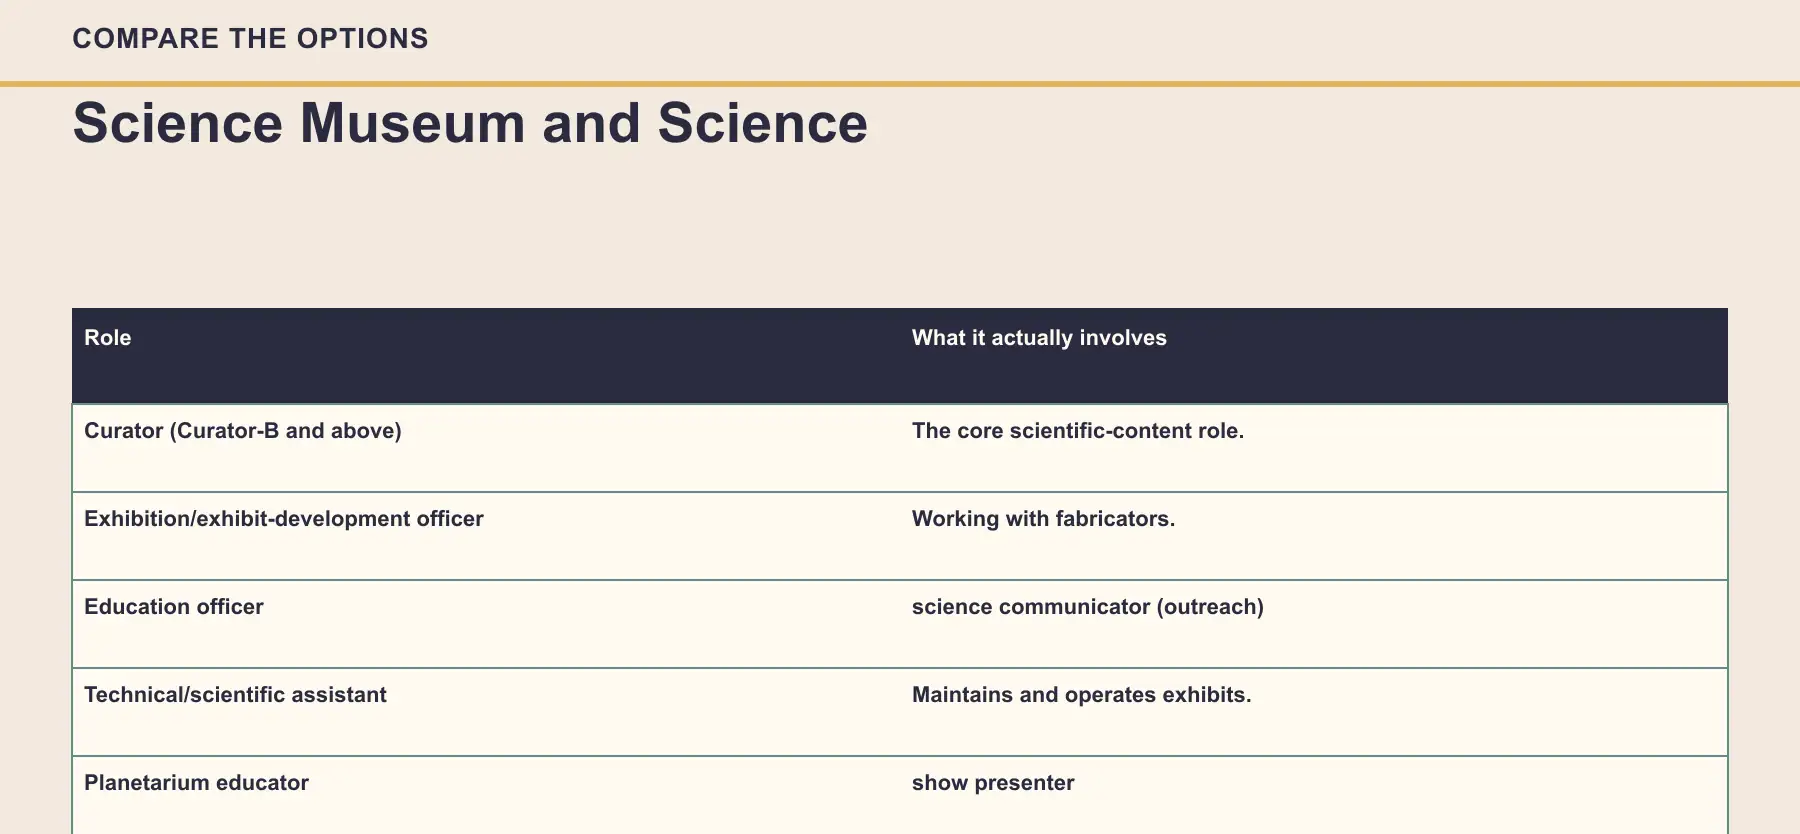 COMPARE THE OPTIONS
Science Museum and Science
Role What it actually involves
Curator (Curator-B and above) The core scientific-content role.
Exhibition/exhibit-development officer Working with fabricators.
Education officer science communicator (outreach)
Technical/scientific assistant Maintains and operates exhibits.
Planetarium educator show presenter